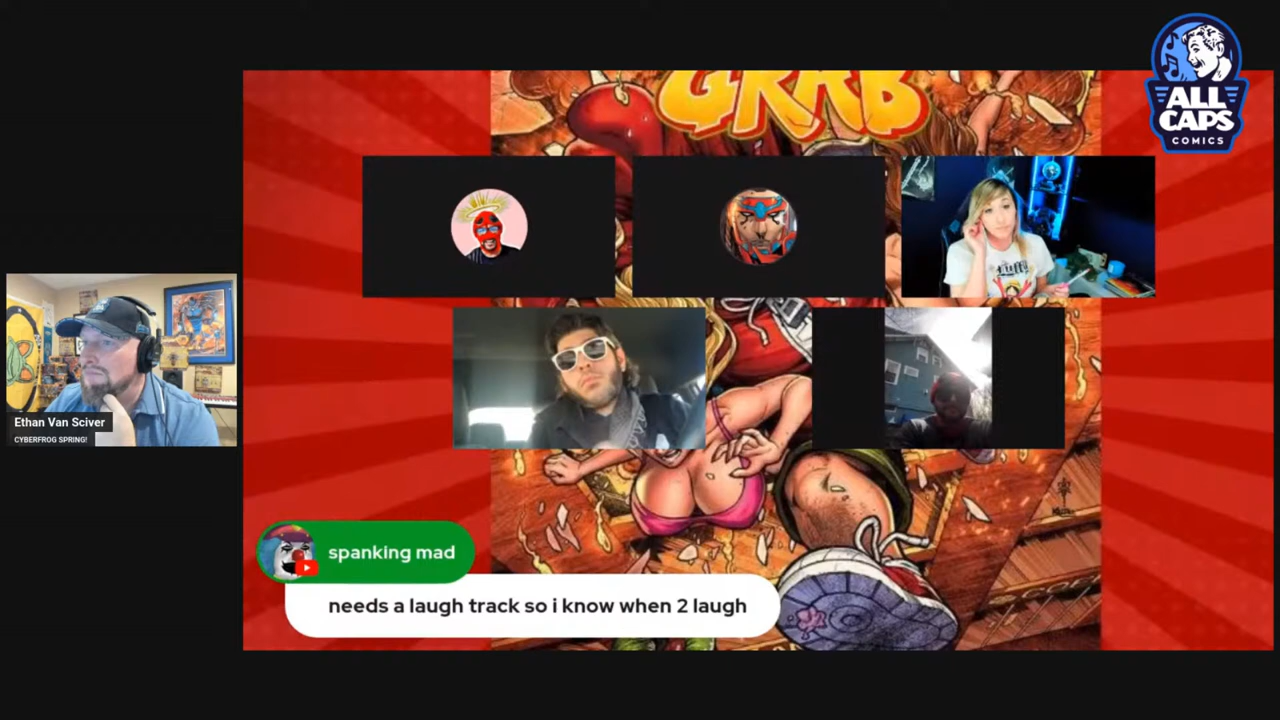 GRAB
ALL
CAPS
COMICS
Ethan Van Sciver
CYBERFROG SPRING!
spanking mad
needs a laugh track so i know when 2 laugh